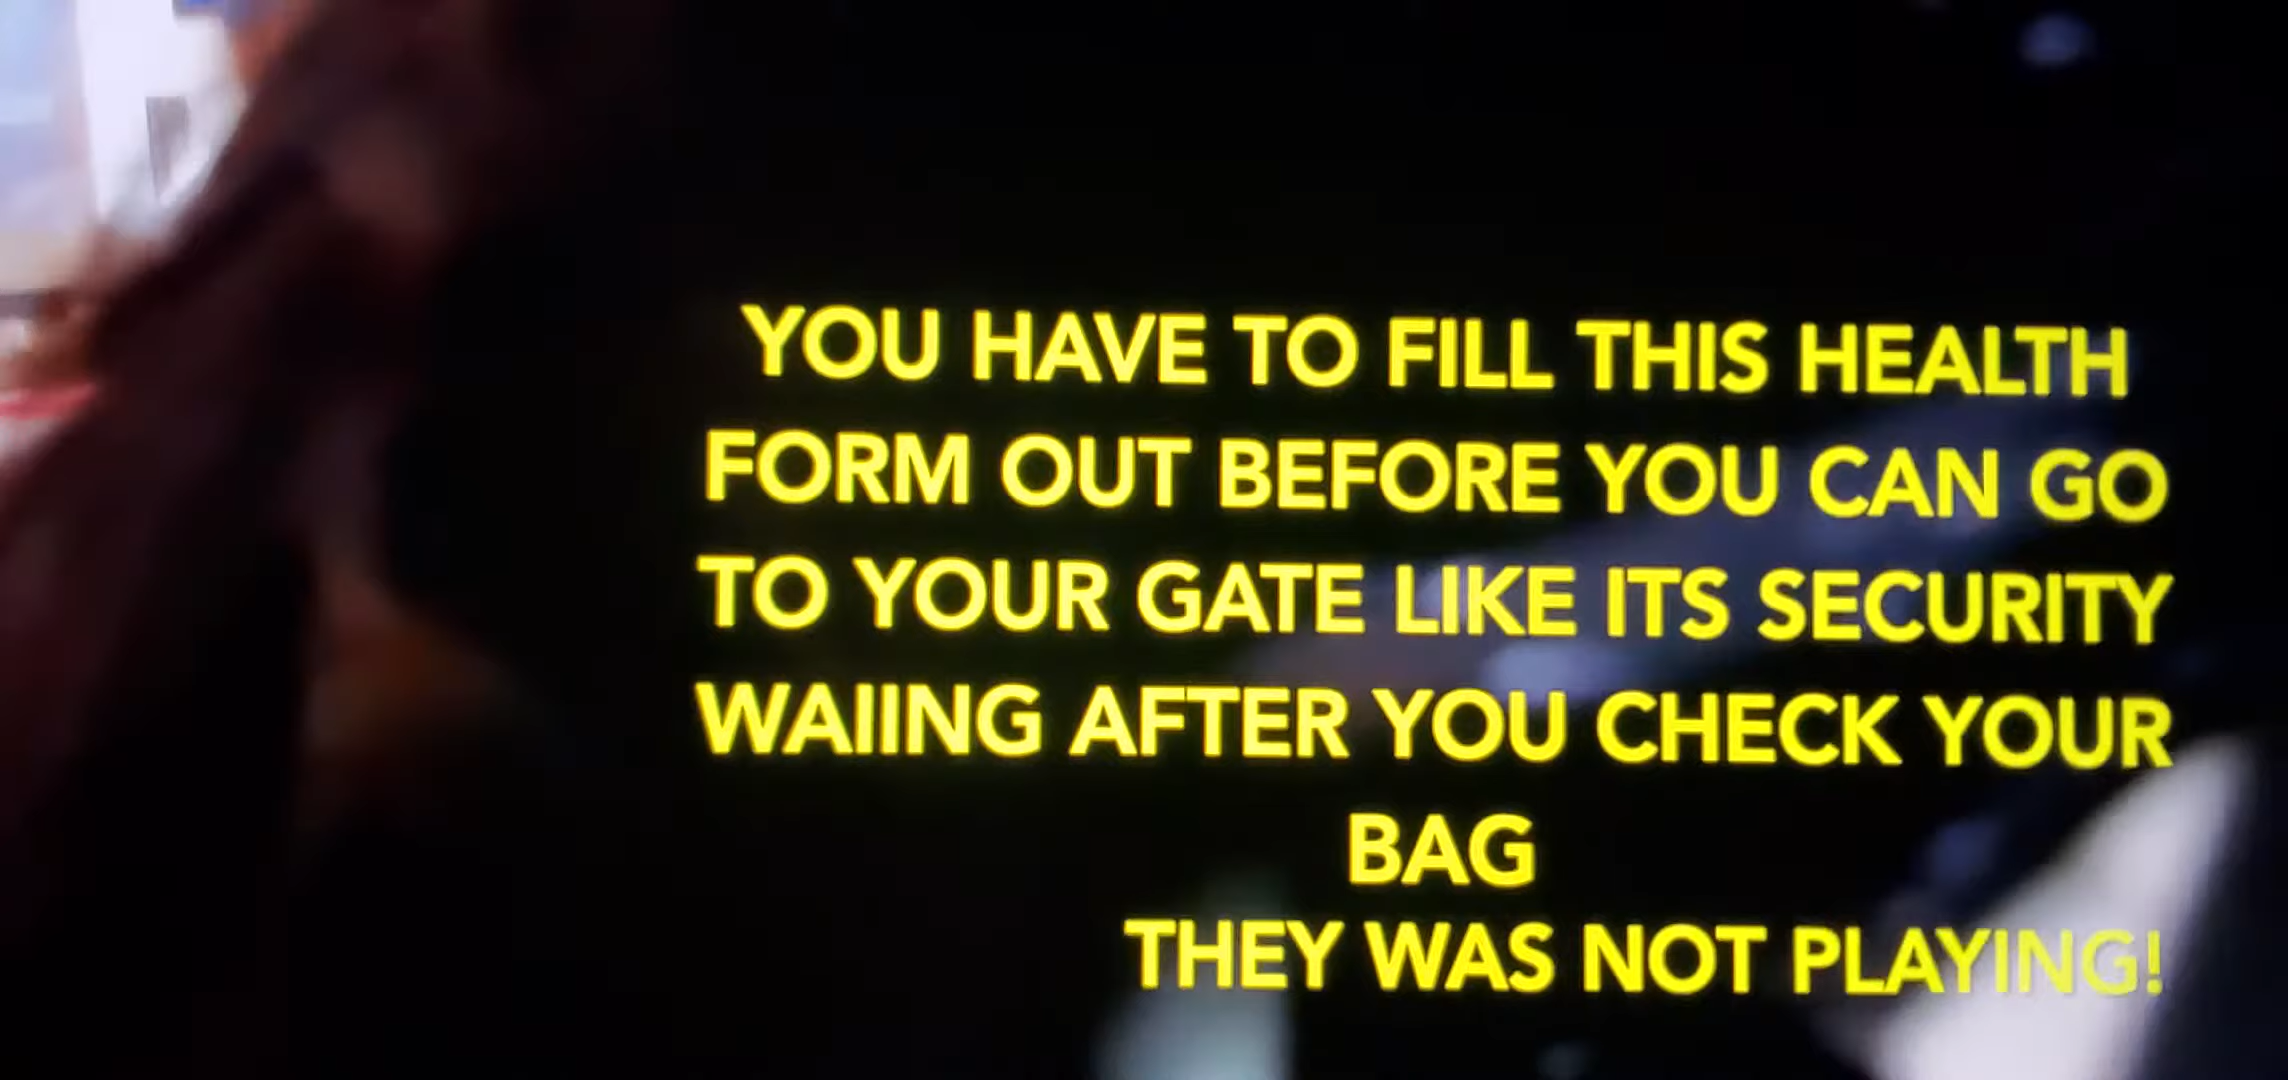 YOU HAVE TO FILL THIS HEALTH
FORM OUT BEFORE YOU CAN GO
TO YOUR GATE LIKE ITS SECURITY
WAIING AFTER YOU CHECK YOUR
BAG
THEY WAS NOT PLAYING!